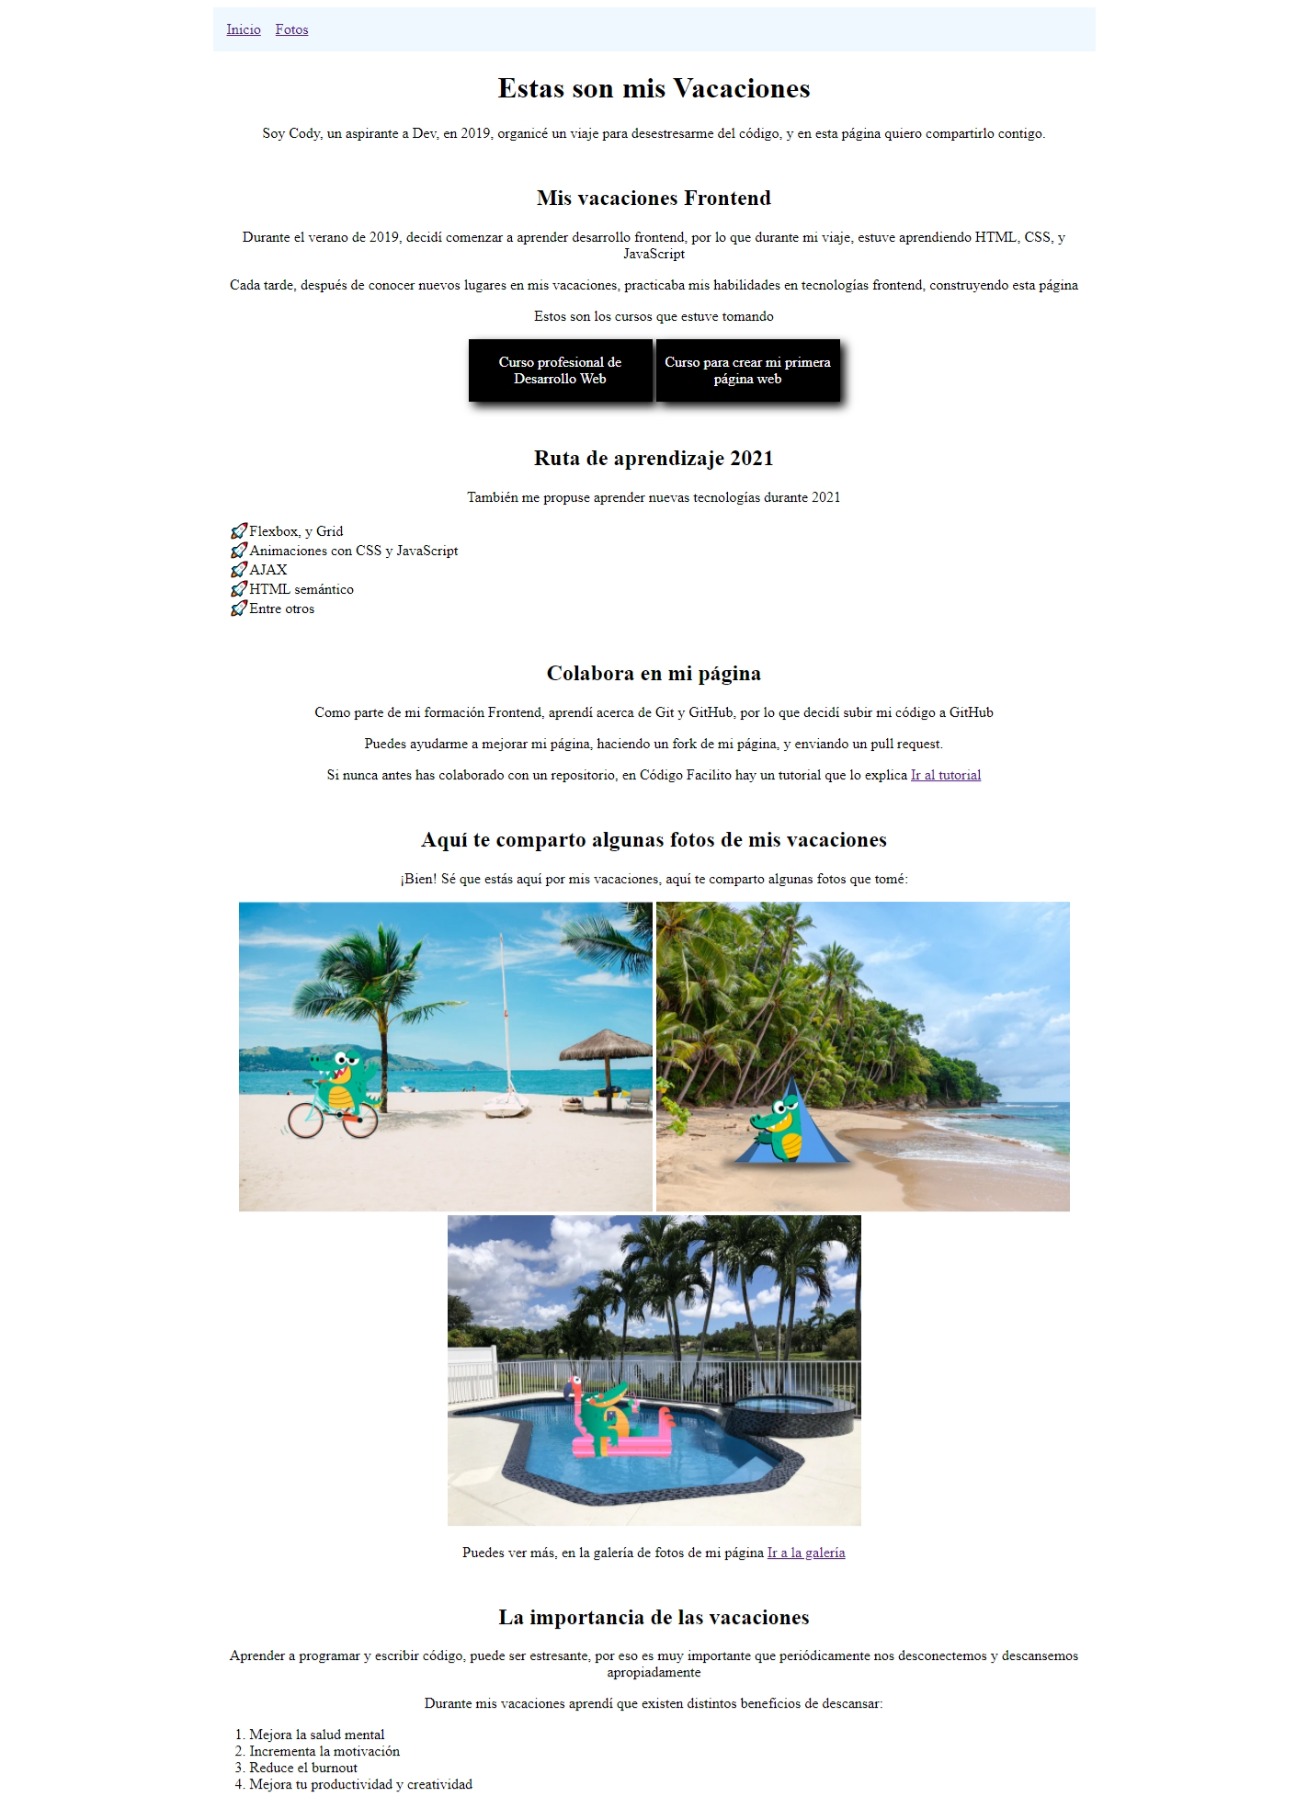 Inicio Fotos
Estas son mis Vacaciones
Soy Cody, un aspirante a Dev, en 2019, organicé un viaje para desestresarme del código, y en esta página quiero compartirlo contigo.
Mis vacaciones Frontend
Durante el verano de 2019, decidí comenzar a aprender desarrollo frontend, por lo que durante mi viaje, estuve aprendiendo HTML, CSS, y
JavaScript
Cada tarde, después de conocer nuevos lugares en mis vacaciones, practicaba mis habilidades en tecnologías frontend, construyendo esta página
Estos son los cursos que estuve tomando
Curso profesional de
Desarrollo Web
Curso para crear mi primera
página web
Ruta de aprendizaje 2021
También me propuse aprender nuevas tecnologías durante 2021
🚀Flexbox, y Grid
🚀Animaciones con CSS y JavaScript
🚀AJAX
🚀HTML semántico
🚀Entre otros
Colabora en mi página
Como parte de mi formación Frontend, aprendí acerca de Git y GitHub, por lo que decidí subir mi código a GitHub
Puedes ayudarme a mejorar mi página, haciendo un fork de mi página, y enviando un pull request.
Si nunca antes has colaborado con un repositorio, en Código Facilito hay un tutorial que lo explica Ir al tutorial
Aquí te comparto algunas fotos de mis vacaciones
¡Bien! Sé que estás aquí por mis vacaciones, aquí te comparto algunas fotos que tomé:
Puedes ver más, en la galería de fotos de mi página Ir a la galería
La importancia de las vacaciones
Aprender a programar y escribir código, puede ser estresante, por eso es muy importante que periódicamente nos desconectemos y descansemos
apropiadamente
Durante mis vacaciones aprendí que existen distintos beneficios de descansar:
1. Mejora la salud mental
2. Incrementa la motivación
3. Reduce el burnout
4. Mejora tu productividad y creatividad